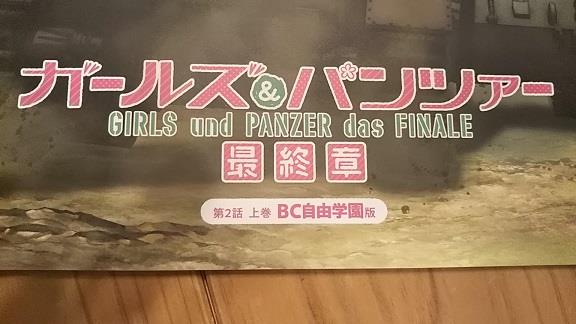 ガールズ&パンツァー
GIRLS und PANZER das FINALE
最終章
第2話 上巻 BC自由学園版